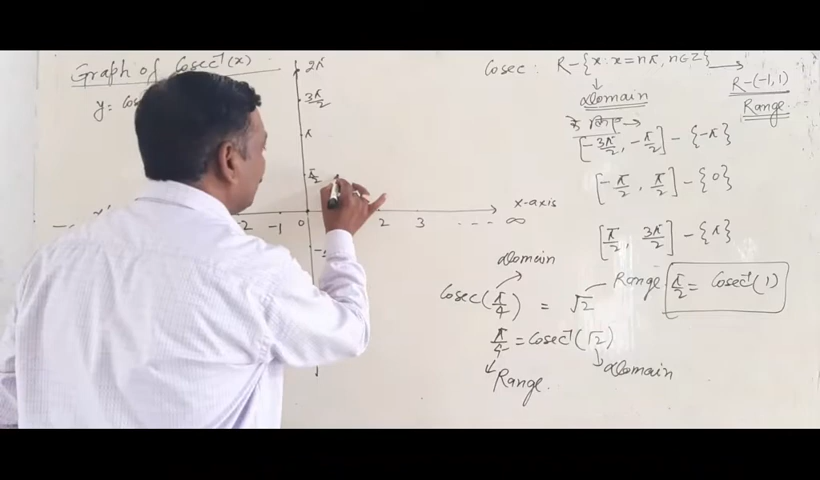 Graph of Cosec⁻¹(x)
y = Cos
2π
3π/2
π
π/2
x-axis
-2 -1 0 2 3 ---- ∞
Cosec : R - {x : x = nπ, n∈Z} →
R-(-1,1)
Domain
Range
के लिए →
[-3π/2, -π/2] - {-π}
[-π/2, π/2] - {0}
[π/2, 3π/2] - {π}
Domain
Range
Cosec(π/4) = √2
π/2 = Cosec⁻¹(1)
π/4 = Cosec⁻¹(√2)
Range.
Domain